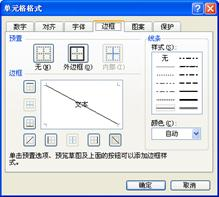 单元格格式
数字 对齐 字体 边框 图案 保护
预置
线条
样式(S):
无
无(N) 外边框(O) 内部(I)
边框
文本
颜色(C):
自动
单击预置选项、预览草图及上面的按钮可以添加边框样
式。
确定 取消